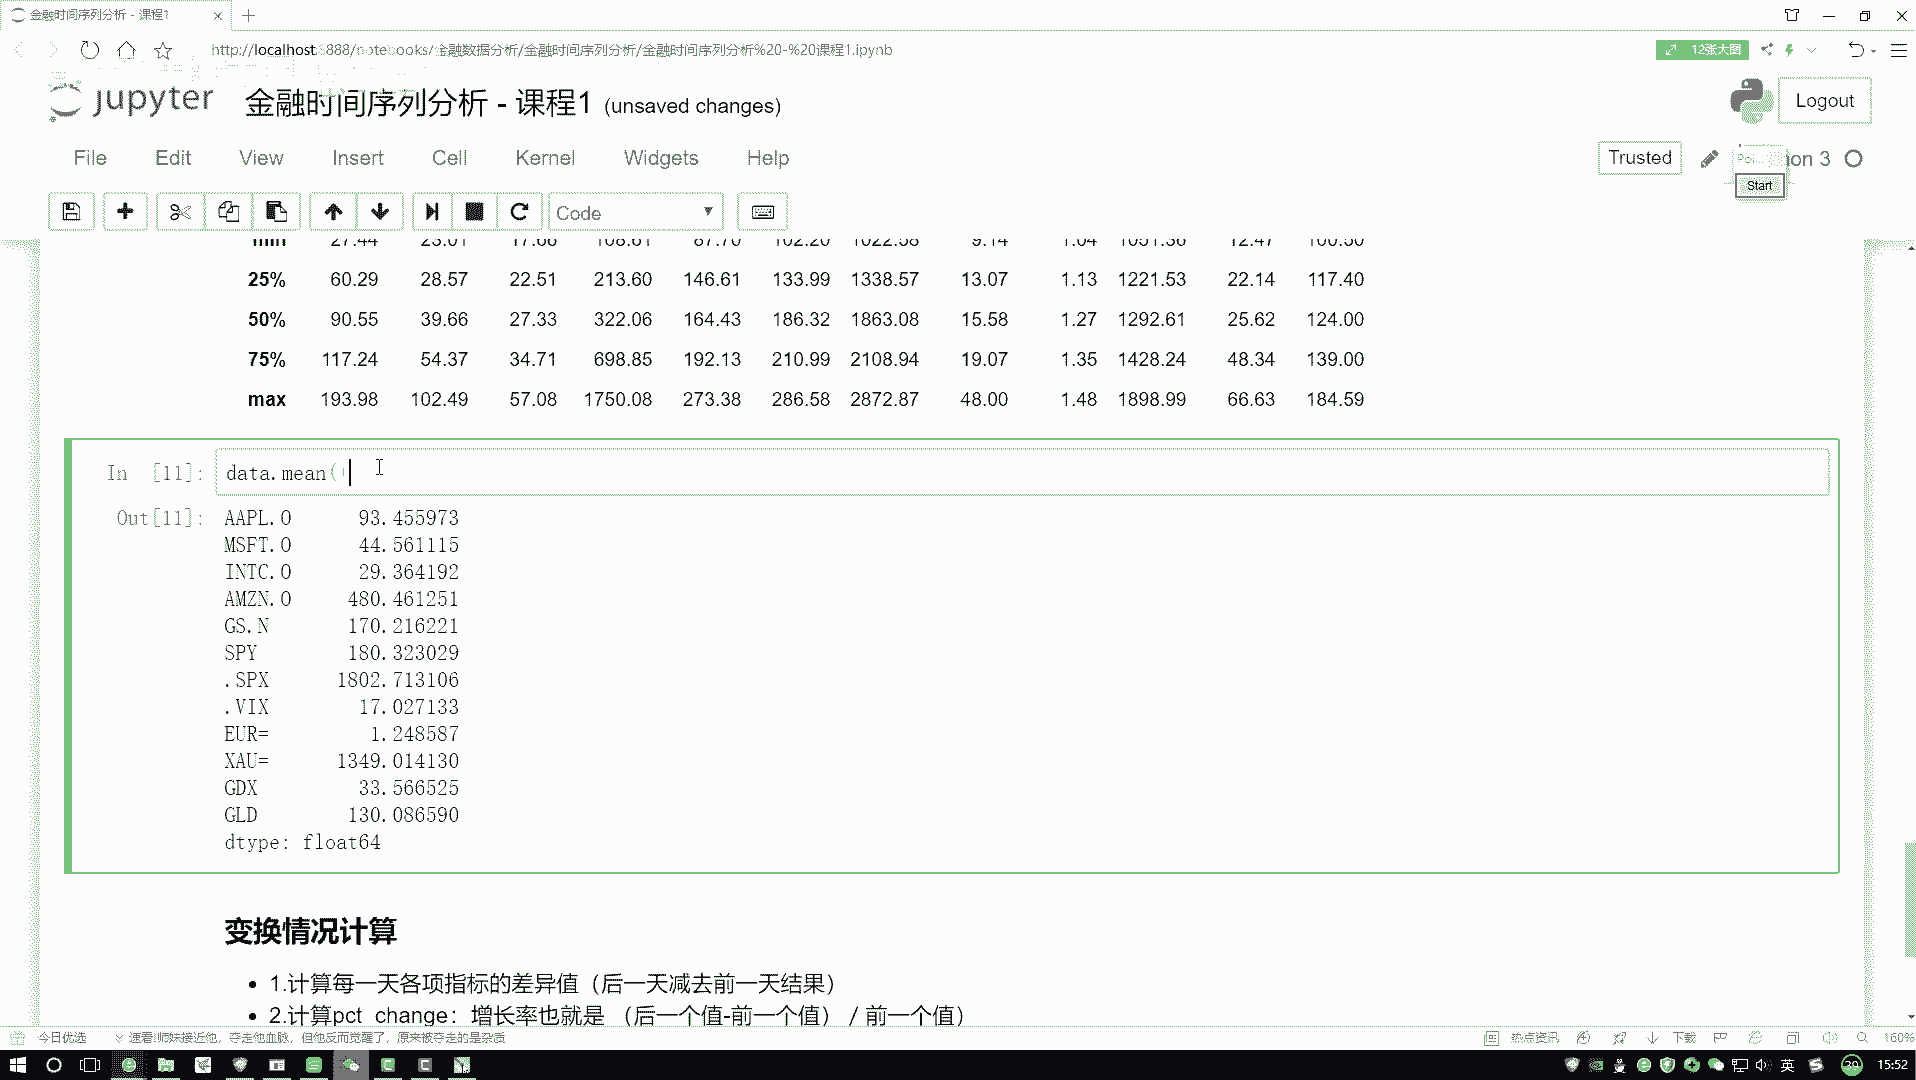 金融时间序列分析 - 课程1
http://localhost:8888/notebooks/金融数据分析/金融时间序列分析/金融时间序列分析%20-%20课程1.ipynb
12张大图
jupyter 金融时间序列分析 - 课程1 (unsaved changes)
Logout
File Edit View Insert Cell Kernel Widgets Help
Trusted
on 3
Start
Code
min 27.44 23.01 17.66 108.61 87.70 102.20 1022.58 9.14 1.04 1051.36 12.47 100.50
25% 60.29 28.57 22.51 213.60 146.61 133.99 1338.57 13.07 1.13 1221.53 22.14 117.40
50% 90.55 39.66 27.33 322.06 164.43 186.32 1863.08 15.58 1.27 1292.61 25.62 124.00
75% 117.24 54.37 34.71 698.85 192.13 210.99 2108.94 19.07 1.35 1428.24 48.34 139.00
max 193.98 102.49 57.08 1750.08 273.38 286.58 2872.87 48.00 1.48 1898.99 66.63 184.59
In [11]: data.mean(
Out[11]: AAPL.O 93.455973
MSFT.O 44.561115
INTC.O 29.364192
AMZN.O 480.461251
GS.N 170.216221
SPY 180.323029
.SPX 1802.713106
.VIX 17.027133
EUR= 1.248587
XAU= 1349.014130
GDX 33.566525
GLD 130.086590
dtype: float64
变换情况计算
• 1.计算每一天各项指标的差异值（后一天减去前一天结果）
• 2.计算pct_change：增长率也就是 （后一个值-前一个值）/ 前一个值）
今日优选
速看!师妹接近他，夺走他血脉，但他反而觉醒了，原来被夺走的是杂质
热点资讯
下载
160%
英
39
15:52